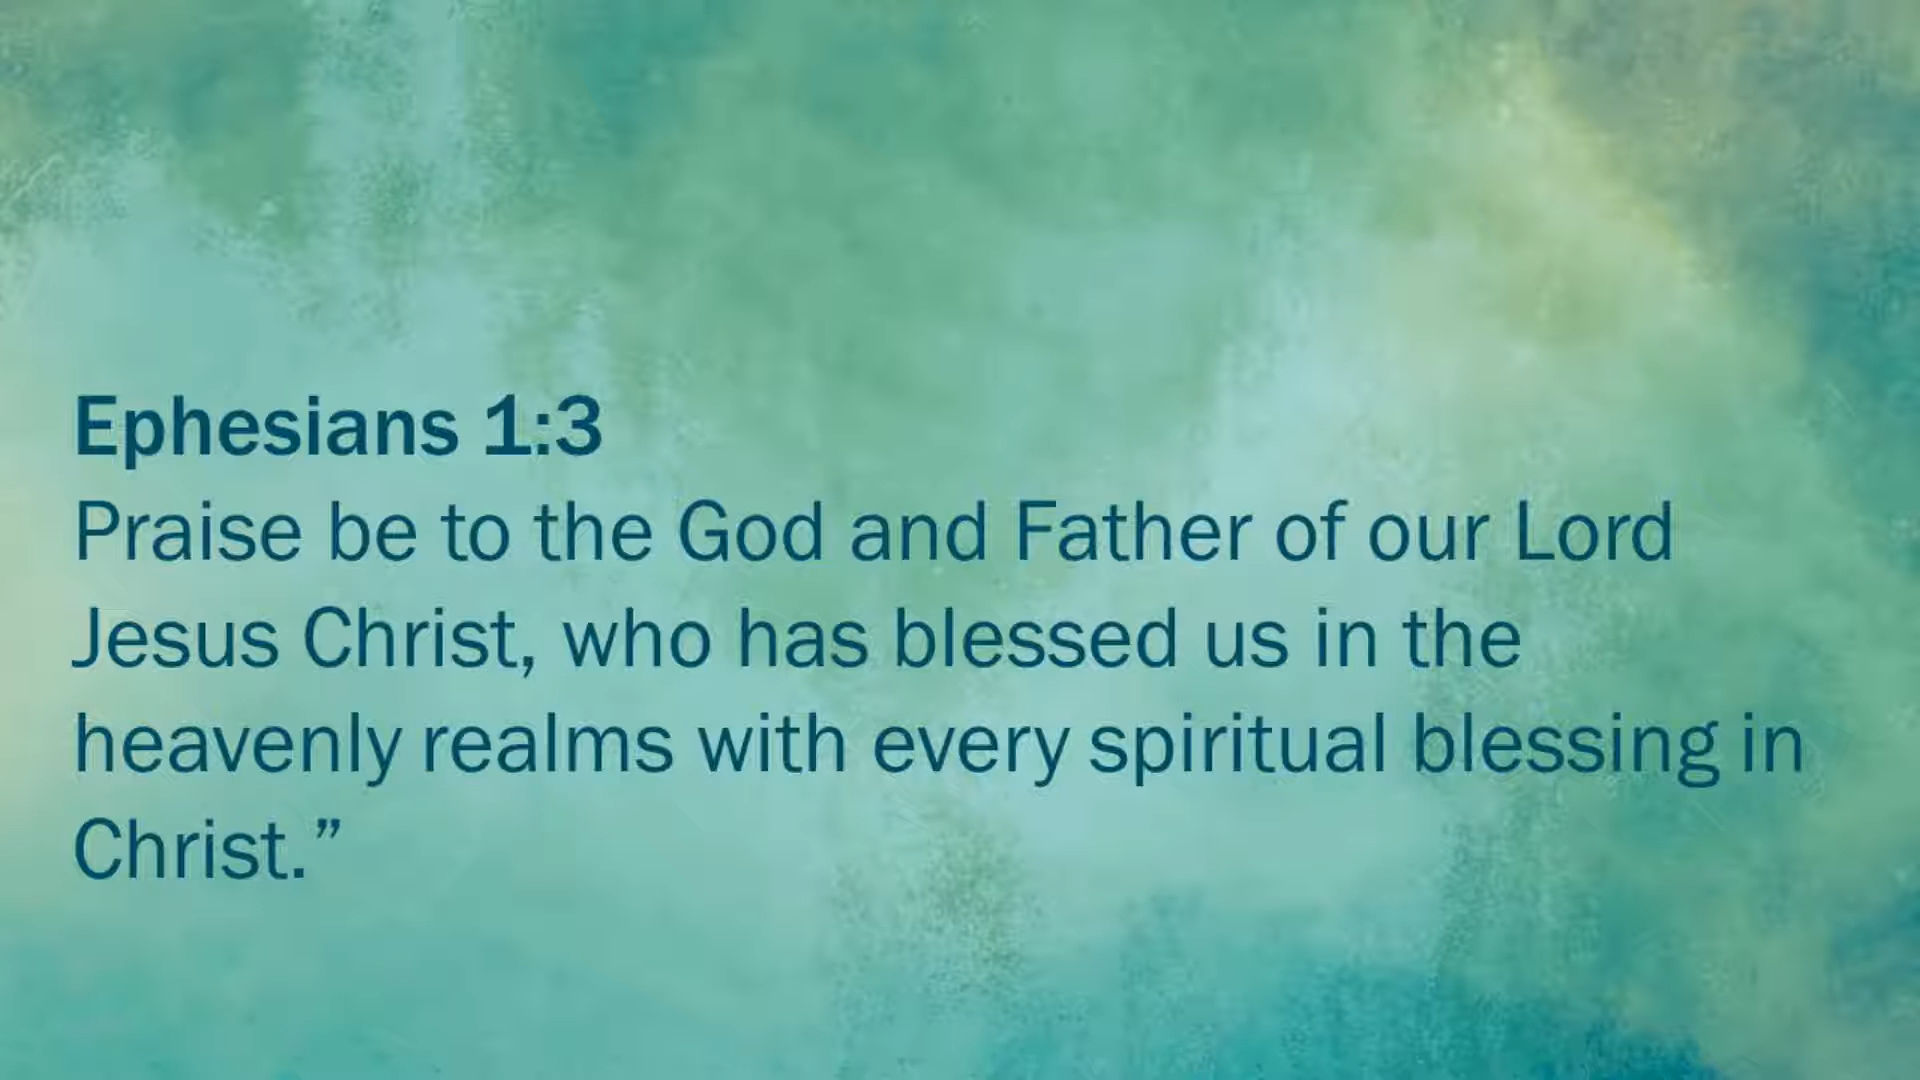 Ephesians 1:3
Praise be to the God and Father of our Lord
Jesus Christ, who has blessed us in the
heavenly realms with every spiritual blessing in
Christ.”